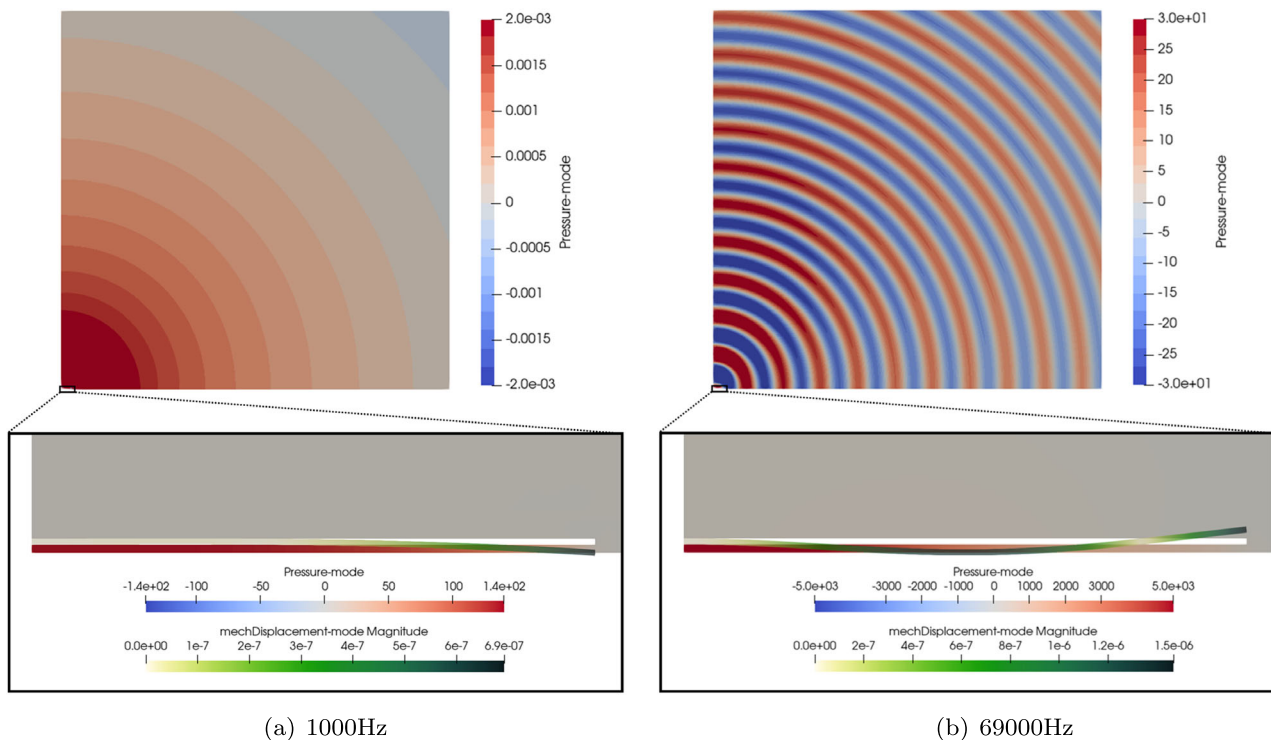 2.0e-03
0.0015
0.001
0.0005
0
-0.0005
-0.001
-0.0015
-2.0e-03
Pressure-mode
3.0e+01
25
20
15
10
5
0
-5
-10
-15
-20
-25
-3.0e+01
Pressure-mode
Pressure-mode
-1.4e+02 -100 -50 0 50 100 1.4e+02
mechDisplacement-mode Magnitude
0.0e+00 1e-7 2e-7 3e-7 4e-7 5e-7 6e-7 6.9e-07
Pressure-mode
-5.0e+03 -3000 -2000 -1000 0 1000 2000 3000 5.0e+03
mechDisplacement-mode Magnitude
0.0e+00 2e-7 4e-7 6e-7 8e-7 1e-6 1.2e-6 1.5e-06
(a) 1000Hz
(b) 69000Hz